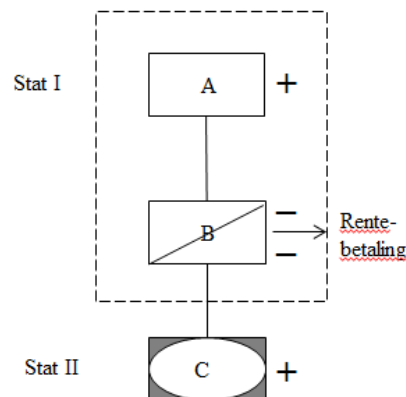 Stat I
A +
B
Rente-
betaling
Stat II
C +